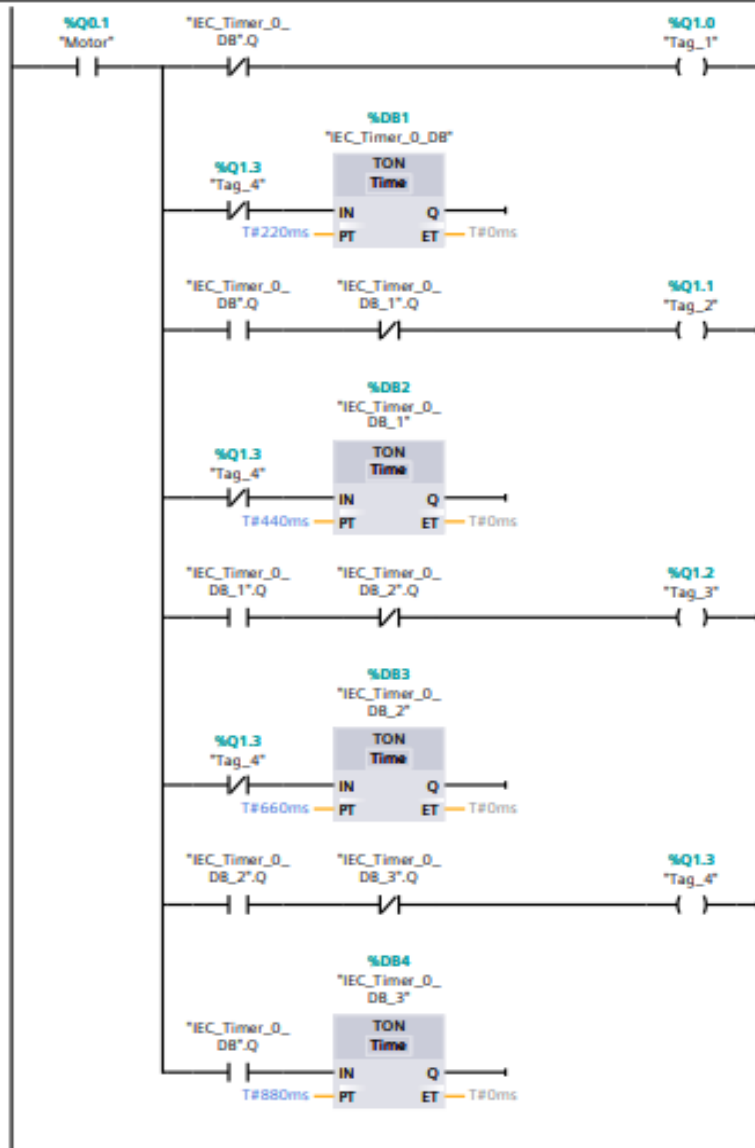 %Q0.1
"Motor"
"IEC_Timer_0_
DB".Q
%Q1.0
"Tag_1"
%DB1
"IEC_Timer_0_DB"
%Q1.3
"Tag_4"
TON
Time
IN
Q
T#220ms
PT
ET
T#0ms
"IEC_Timer_0_
DB".Q
"IEC_Timer_0_
DB_1".Q
%Q1.1
"Tag_2"
%DB2
"IEC_Timer_0_
DB_1"
%Q1.3
"Tag_4"
TON
Time
IN
Q
T#440ms
PT
ET
T#0ms
"IEC_Timer_0_
DB_1".Q
"IEC_Timer_0_
DB_2".Q
%Q1.2
"Tag_3"
%DB3
"IEC_Timer_0_
DB_2"
%Q1.3
"Tag_4"
TON
Time
IN
Q
T#660ms
PT
ET
T#0ms
"IEC_Timer_0_
DB_2".Q
"IEC_Timer_0_
DB_3".Q
%Q1.3
"Tag_4"
%DB4
"IEC_Timer_0_
DB_3"
"IEC_Timer_0_
DB".Q
TON
Time
IN
Q
T#880ms
PT
ET
T#0ms